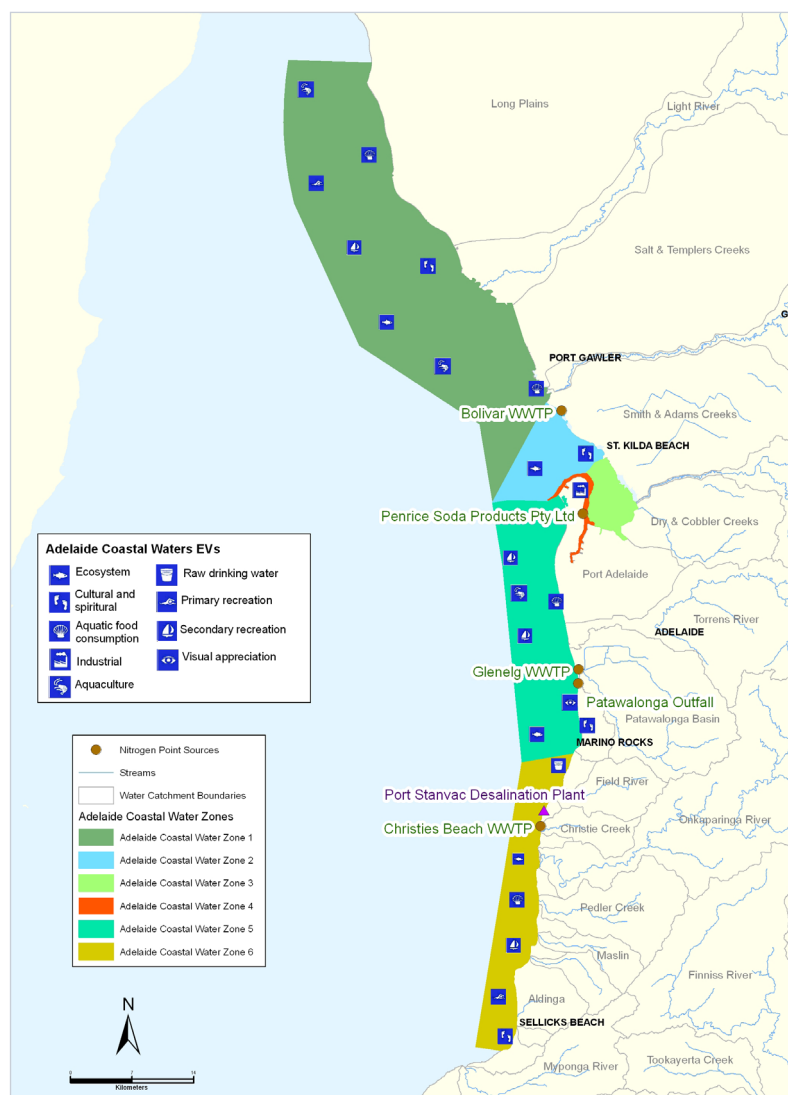 Long Plains
Light River
Salt & Templers Creeks
G
PORT GAWLER
Bolivar WWTP
Smith & Adams Creeks
ST. KILDA BEACH
Penrice Soda Products Pty Ltd
Dry & Cobbler Creeks
Port Adelaide
Torrens River
ADELAIDE
Glenelg WWTP
Patawalonga Outfall
Patawalonga Basin
MARINO ROCKS
Field River
Port Stanvac Desalination Plant
Onkaparinga River
Christies Beach WWTP
Christie Creek
Pedler Creek
Maslin
Finniss River
Aldinga
SELLICKS BEACH
Myponga River
Tookayerta Creek
Adelaide Coastal Waters EVs
Ecosystem
Cultural and
spiritural
Aquatic food
consumption
Industrial
Aquaculture
Raw drinking water
Primary recreation
Secondary recreation
Visual appreciation
Nitrogen Point Sources
Streams
Water Catchment Boundaries
Adelaide Coastal Water Zones
Adelaide Coastal Water Zone 1
Adelaide Coastal Water Zone 2
Adelaide Coastal Water Zone 3
Adelaide Coastal Water Zone 4
Adelaide Coastal Water Zone 5
Adelaide Coastal Water Zone 6
N
0 7 14
Kilometers